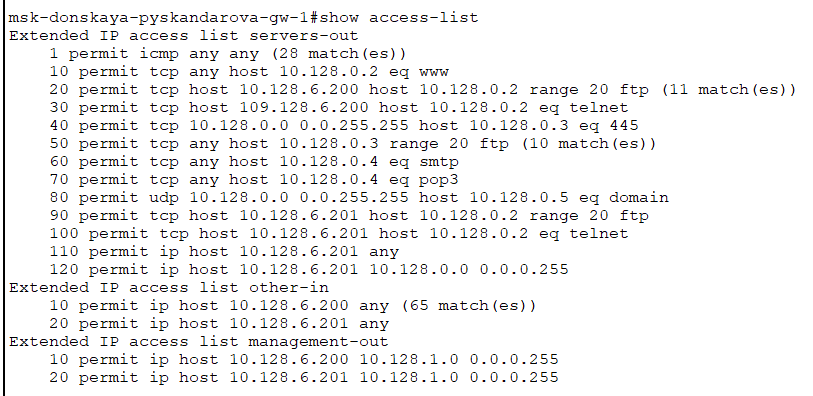 msk-donskaya-pyskandarova-gw-1#show access-list
Extended IP access list servers-out
    1 permit icmp any any (28 match(es))
    10 permit tcp any host 10.128.0.2 eq www
    20 permit tcp host 10.128.6.200 host 10.128.0.2 range 20 ftp (11 match(es))
    30 permit tcp host 109.128.6.200 host 10.128.0.2 eq telnet
    40 permit tcp 10.128.0.0 0.0.255.255 host 10.128.0.3 eq 445
    50 permit tcp any host 10.128.0.3 range 20 ftp (10 match(es))
    60 permit tcp any host 10.128.0.4 eq smtp
    70 permit tcp any host 10.128.0.4 eq pop3
    80 permit udp 10.128.0.0 0.0.255.255 host 10.128.0.5 eq domain
    90 permit tcp host 10.128.6.201 host 10.128.0.2 range 20 ftp
    100 permit tcp host 10.128.6.201 host 10.128.0.2 eq telnet
    110 permit ip host 10.128.6.201 any
    120 permit ip host 10.128.6.201 10.128.0.0 0.0.0.255
Extended IP access list other-in
    10 permit ip host 10.128.6.200 any (65 match(es))
    20 permit ip host 10.128.6.201 any
Extended IP access list management-out
    10 permit ip host 10.128.6.200 10.128.1.0 0.0.0.255
    20 permit ip host 10.128.6.201 10.128.1.0 0.0.0.255